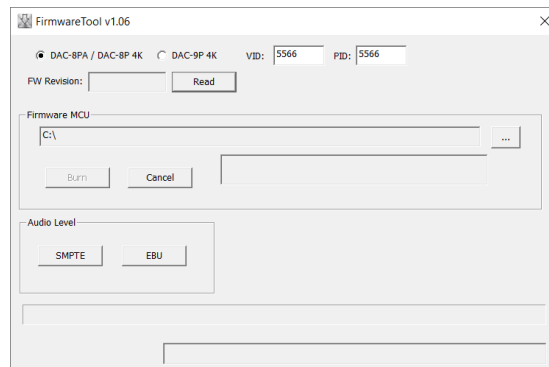 FirmwareTool v1.06
DAC-8PA / DAC-8P 4K DAC-9P 4K VID: 5566 PID: 5566
FW Revision: Read
Firmware MCU
C:\
...
Burn Cancel
Audio Level
SMPTE EBU